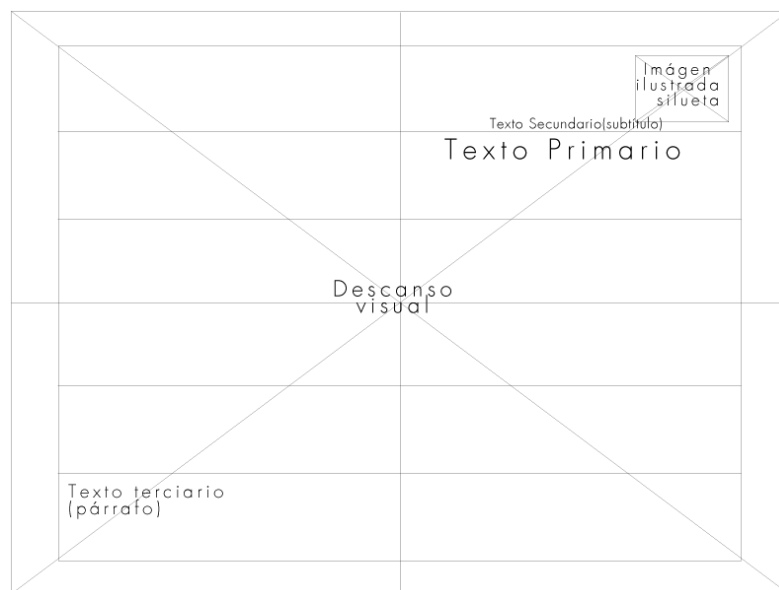 Imágen
ilustrada
silueta
Texto Secundario(subtítulo)
Texto Primario
Descanso
visual
Texto terciario
(párrafo)